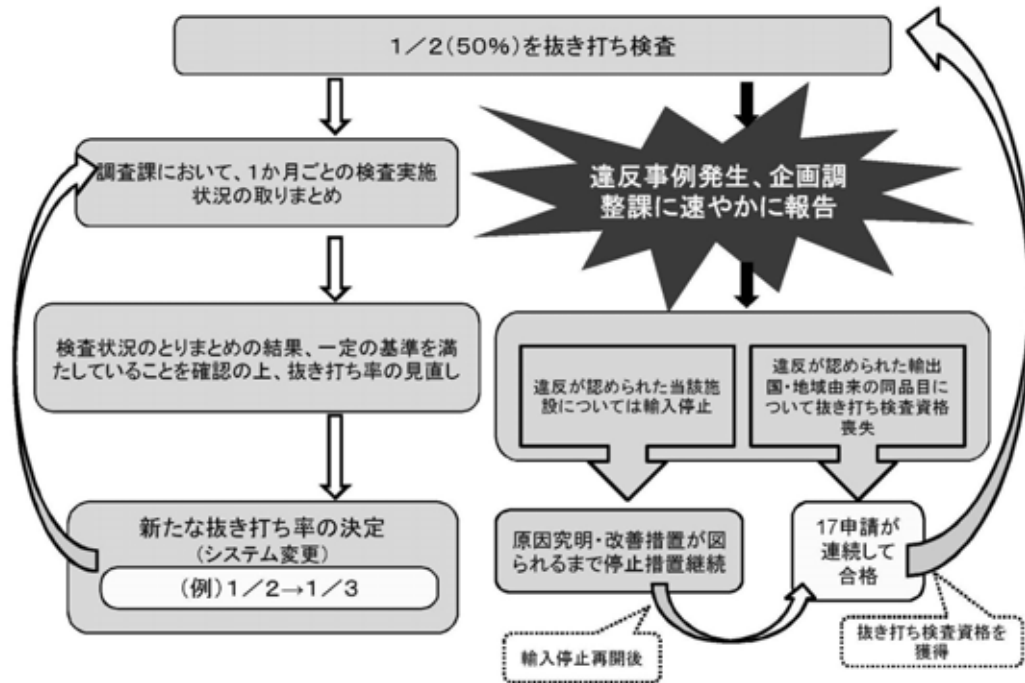 1／2(50%)を抜き打ち検査
調査課において、1か月ごとの検査実施
状況の取りまとめ
検査状況のとりまとめの結果、一定の基準を満
たしていることを確認の上、抜き打ち率の見直し
新たな抜き打ち率の決定
(システム変更)
(例)1／2→1／3
違反事例発生、企画調
整課に速やかに報告
違反が認められた当該施
設については輸入停止
違反が認められた輸出
国・地域由来の同品目に
ついて抜き打ち検査資格
喪失
原因究明・改善措置が図
られるまで停止措置継続
17申請が
連続して
合格
輸入停止再開後
抜き打ち検査資格を
獲得